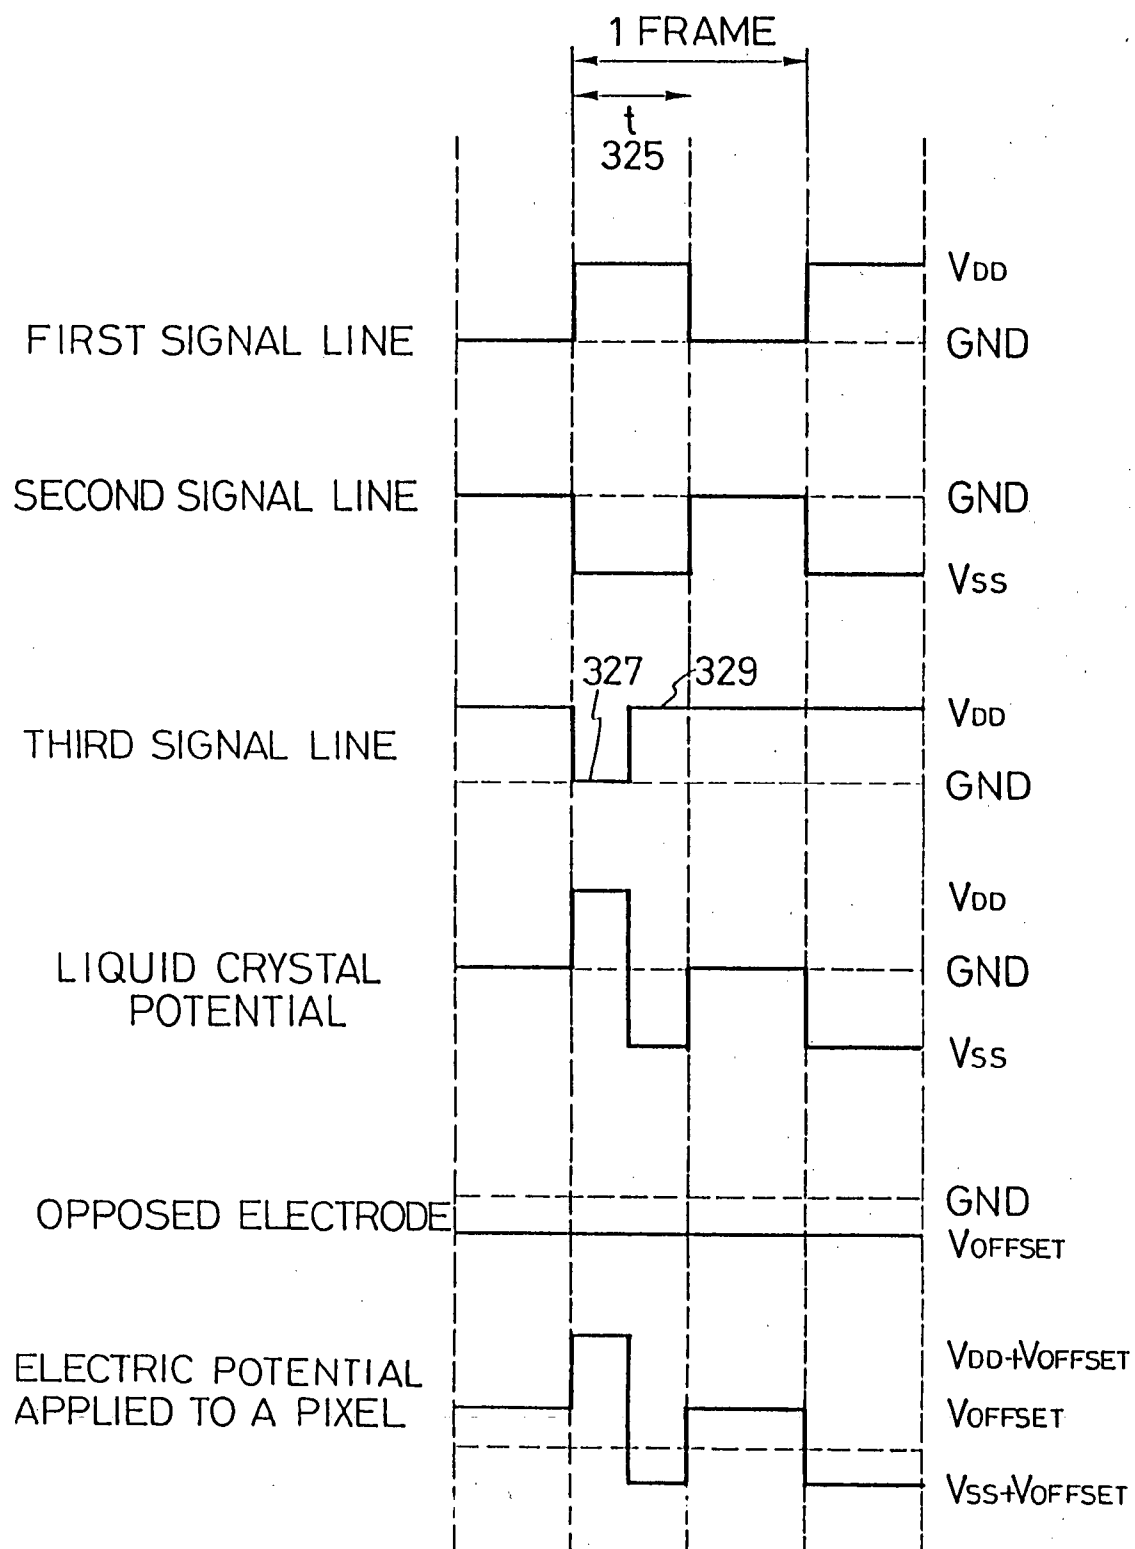 1 FRAME
t
325
VDD
FIRST SIGNAL LINE
GND
SECOND SIGNAL LINE
GND
VSS
327
329
VDD
THIRD SIGNAL LINE
GND
VDD
LIQUID CRYSTAL
POTENTIAL
GND
VSS
GND
OPPOSED ELECTRODE
VOFFSET
ELECTRIC POTENTIAL
APPLIED TO A PIXEL
VDD+VOFFSET
VOFFSET
VSS+VOFFSET